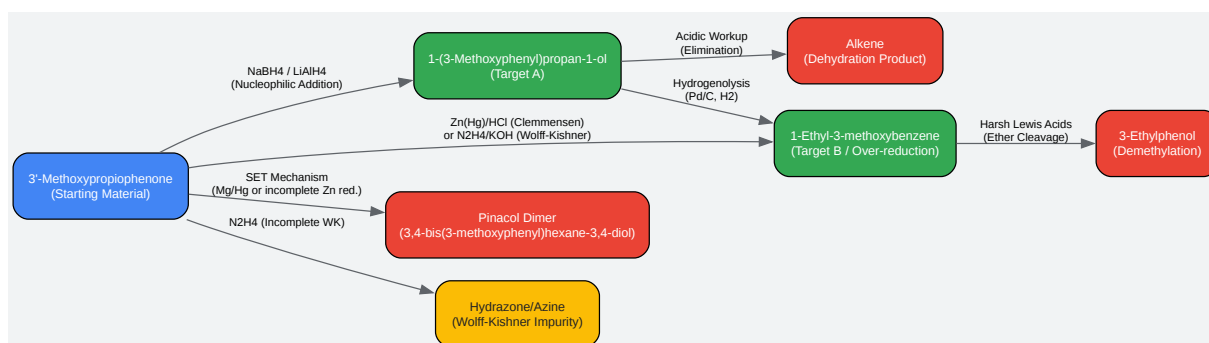 Acidic Workup
(Elimination)
Alkene
(Dehydration Product)
1-(3-Methoxyphenyl)propan-1-ol
(Target A)
NaBH4 / LiAlH4
(Nucleophilic Addition)
Hydrogenolysis
(Pd/C, H2)
Zn(Hg)/HCl (Clemmensen)
or N2H4/KOH (Wolff-Kishner)
1-Ethyl-3-methoxybenzene
(Target B / Over-reduction)
Harsh Lewis Acids
(Ether Cleavage)
3-Ethylphenol
(Demethylation)
3'-Methoxypropiophenone
(Starting Material)
SET Mechanism
(Mg/Hg or incomplete Zn red.)
Pinacol Dimer
(3,4-bis(3-methoxyphenyl)hexane-3,4-diol)
N2H4 (Incomplete WK)
Hydrazone/Azine
(Wolff-Kishner Impurity)